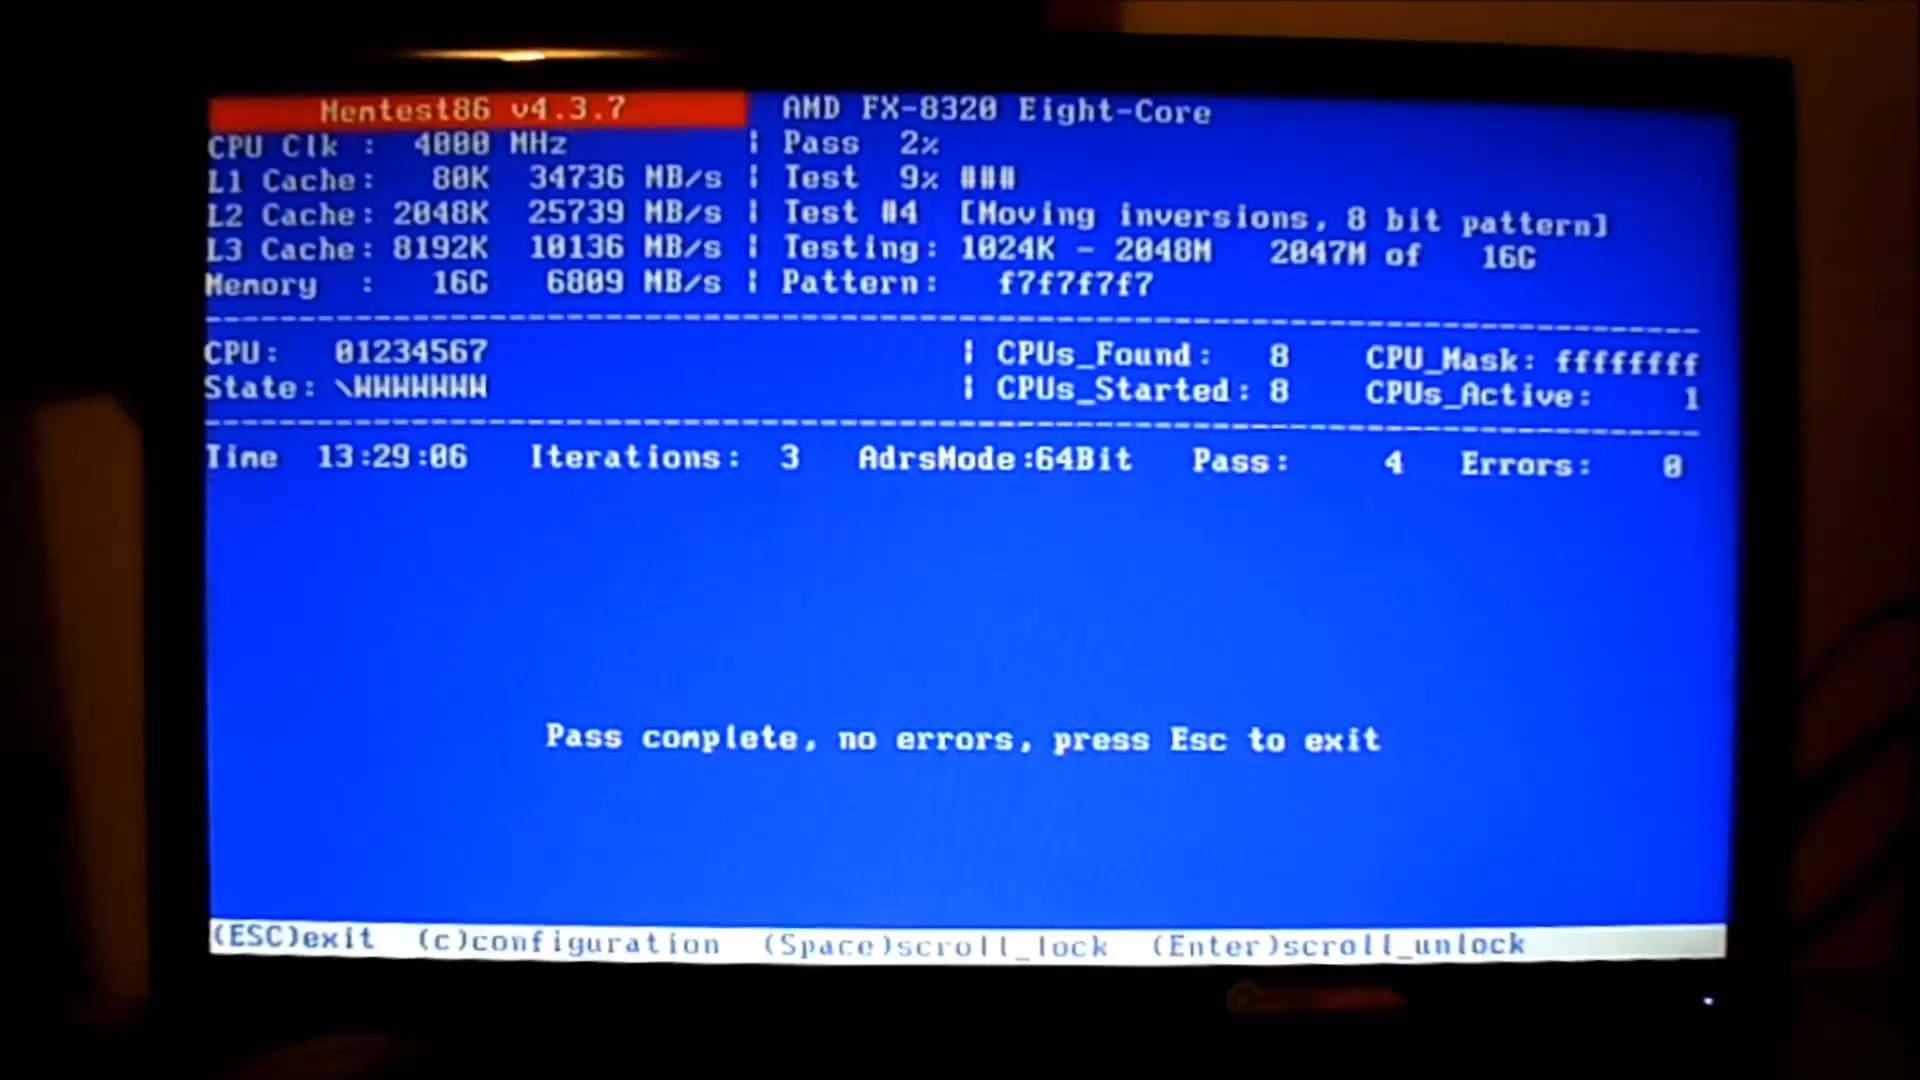 Memtest86 v4.3.7 AMD FX-8320 Eight-Core
CPU Clk : 4000 MHz | Pass 2%
L1 Cache: 80K 34736 MB/s | Test 9% ###
L2 Cache: 2048K 25739 MB/s | Test #4 [Moving inversions, 8 bit pattern]
L3 Cache: 8192K 10136 MB/s | Testing: 1024K - 2048M 2047M of 16G
Memory : 16G 6809 MB/s | Pattern: f7f7f7f7
CPU: 01234567 | CPUs_Found: 8 CPU_Mask: ffffffff
State: \WWWWWWW | CPUs_Started: 8 CPUs_Active: 1
Time 13:29:06 Iterations: 3 AdrsMode:64Bit Pass: 4 Errors: 0
Pass complete, no errors, press Esc to exit
(ESC)exit (c)configuration (Space)scroll_lock (Enter)scroll_unlock